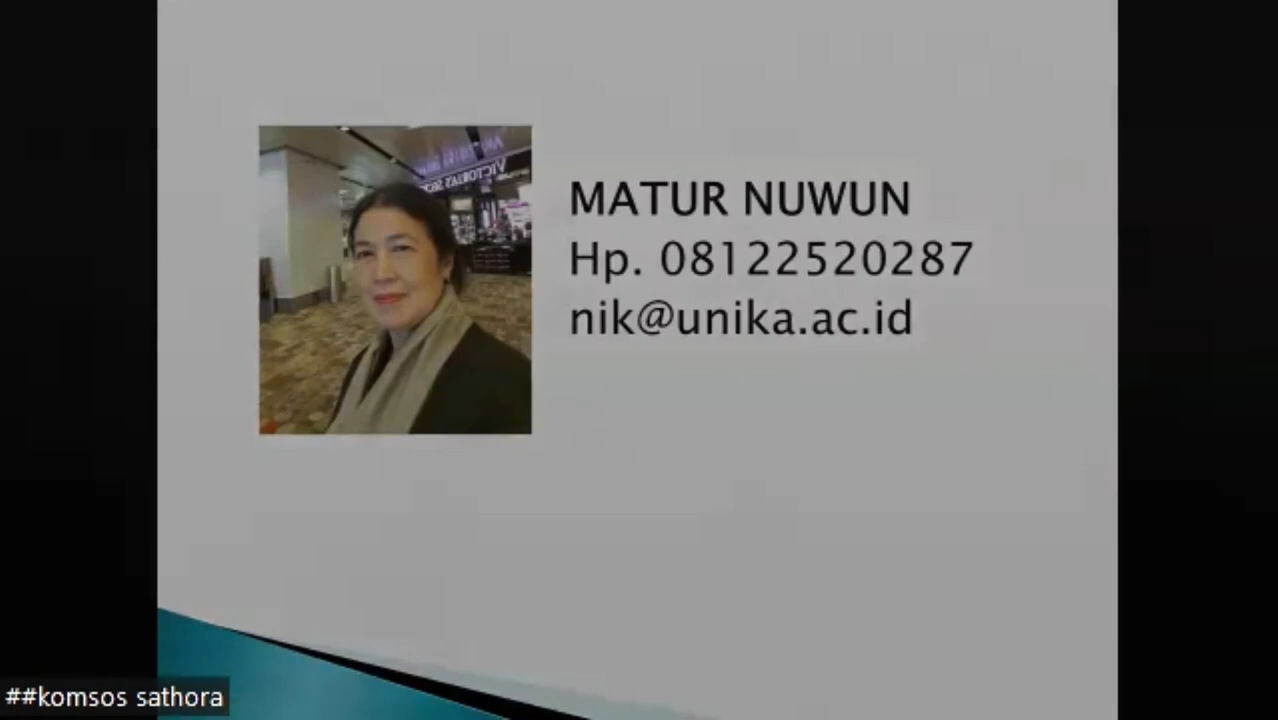 MATUR NUWUN
Hp. 08122520287
nik@unika.ac.id
##komsos sathora